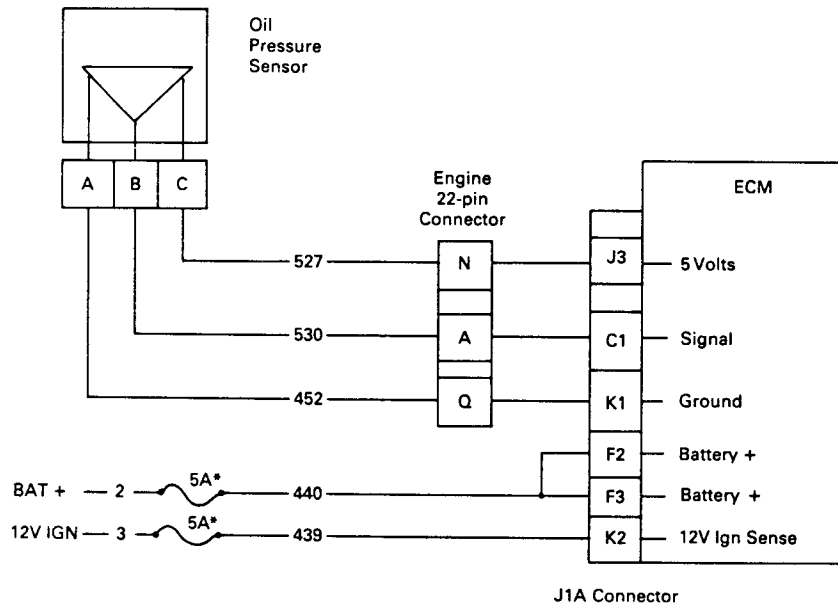 Oil
Pressure
Sensor
A B C
Engine
22-pin
Connector
ECM
527 N J3 5 Volts
530 A C1 Signal
452 Q K1 Ground
F2 Battery +
BAT + 2 5A* 440 F3 Battery +
12V IGN 3 5A* 439 K2 12V Ign Sense
J1A Connector